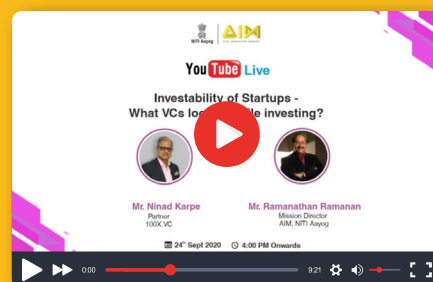 NITI Aayog
AIM
YouTube Live
Investability of Startups -
What VCs loo le investing?
Mr. Ninad Karpe
Partner
100X.VC
Mr. Ramanathan Ramanan
Mission Director
AIM, NITI Aayog
24th Sept 2020 4:00 PM Onwards
0:00
9:21